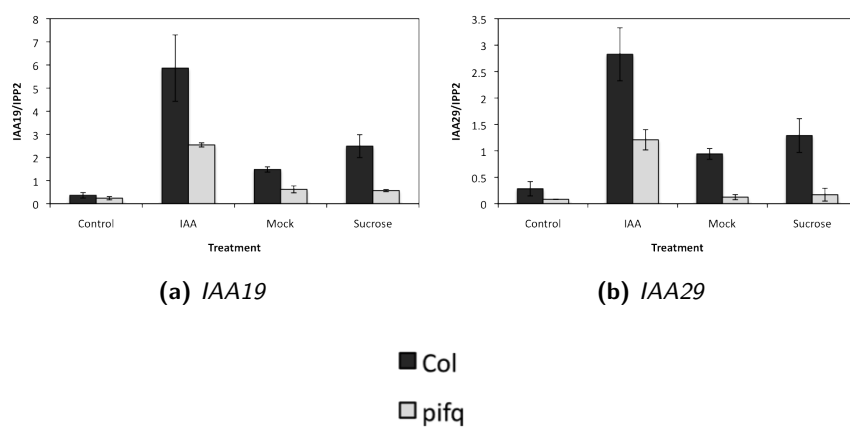 8
7
6
5
4
3
2
1
0
IAA19/IPP2
Control IAA Mock Sucrose
Treatment
(a) IAA19
3.5
3
2.5
2
1.5
1
0.5
0
IAA29/IPP2
Control IAA Mock Sucrose
Treatment
(b) IAA29
Col
pifq